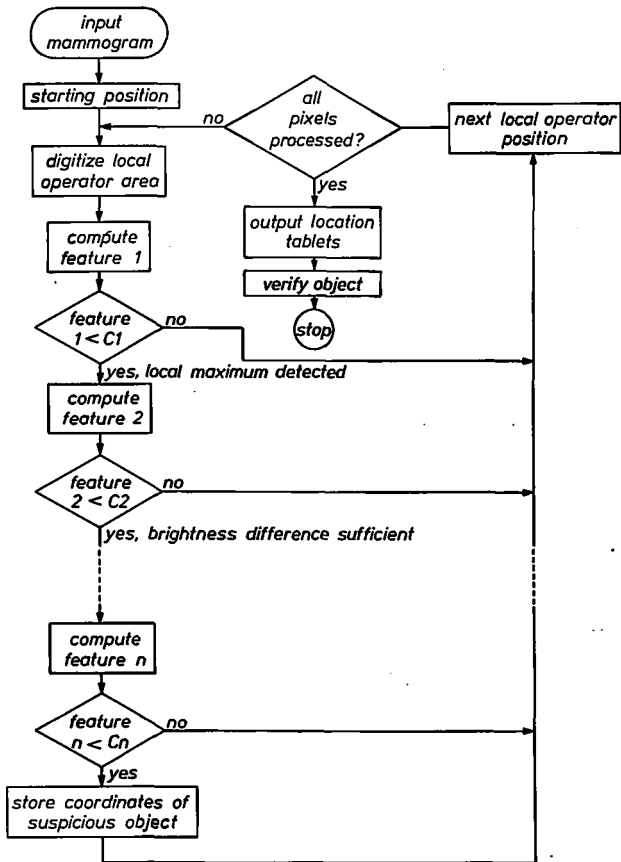 input
mammogram
starting position
digitize local
operator area
compute
feature 1
feature
1 < C1
no
yes, local maximum detected
compute
feature 2
feature
2 < C2
no
yes, brightness difference sufficient
compute
feature n
feature
n < Cn
no
yes
store coordinates of
suspicious object
next local operator
position
all
pixels
processed?
no
yes
output location
tablets
verify object
stop